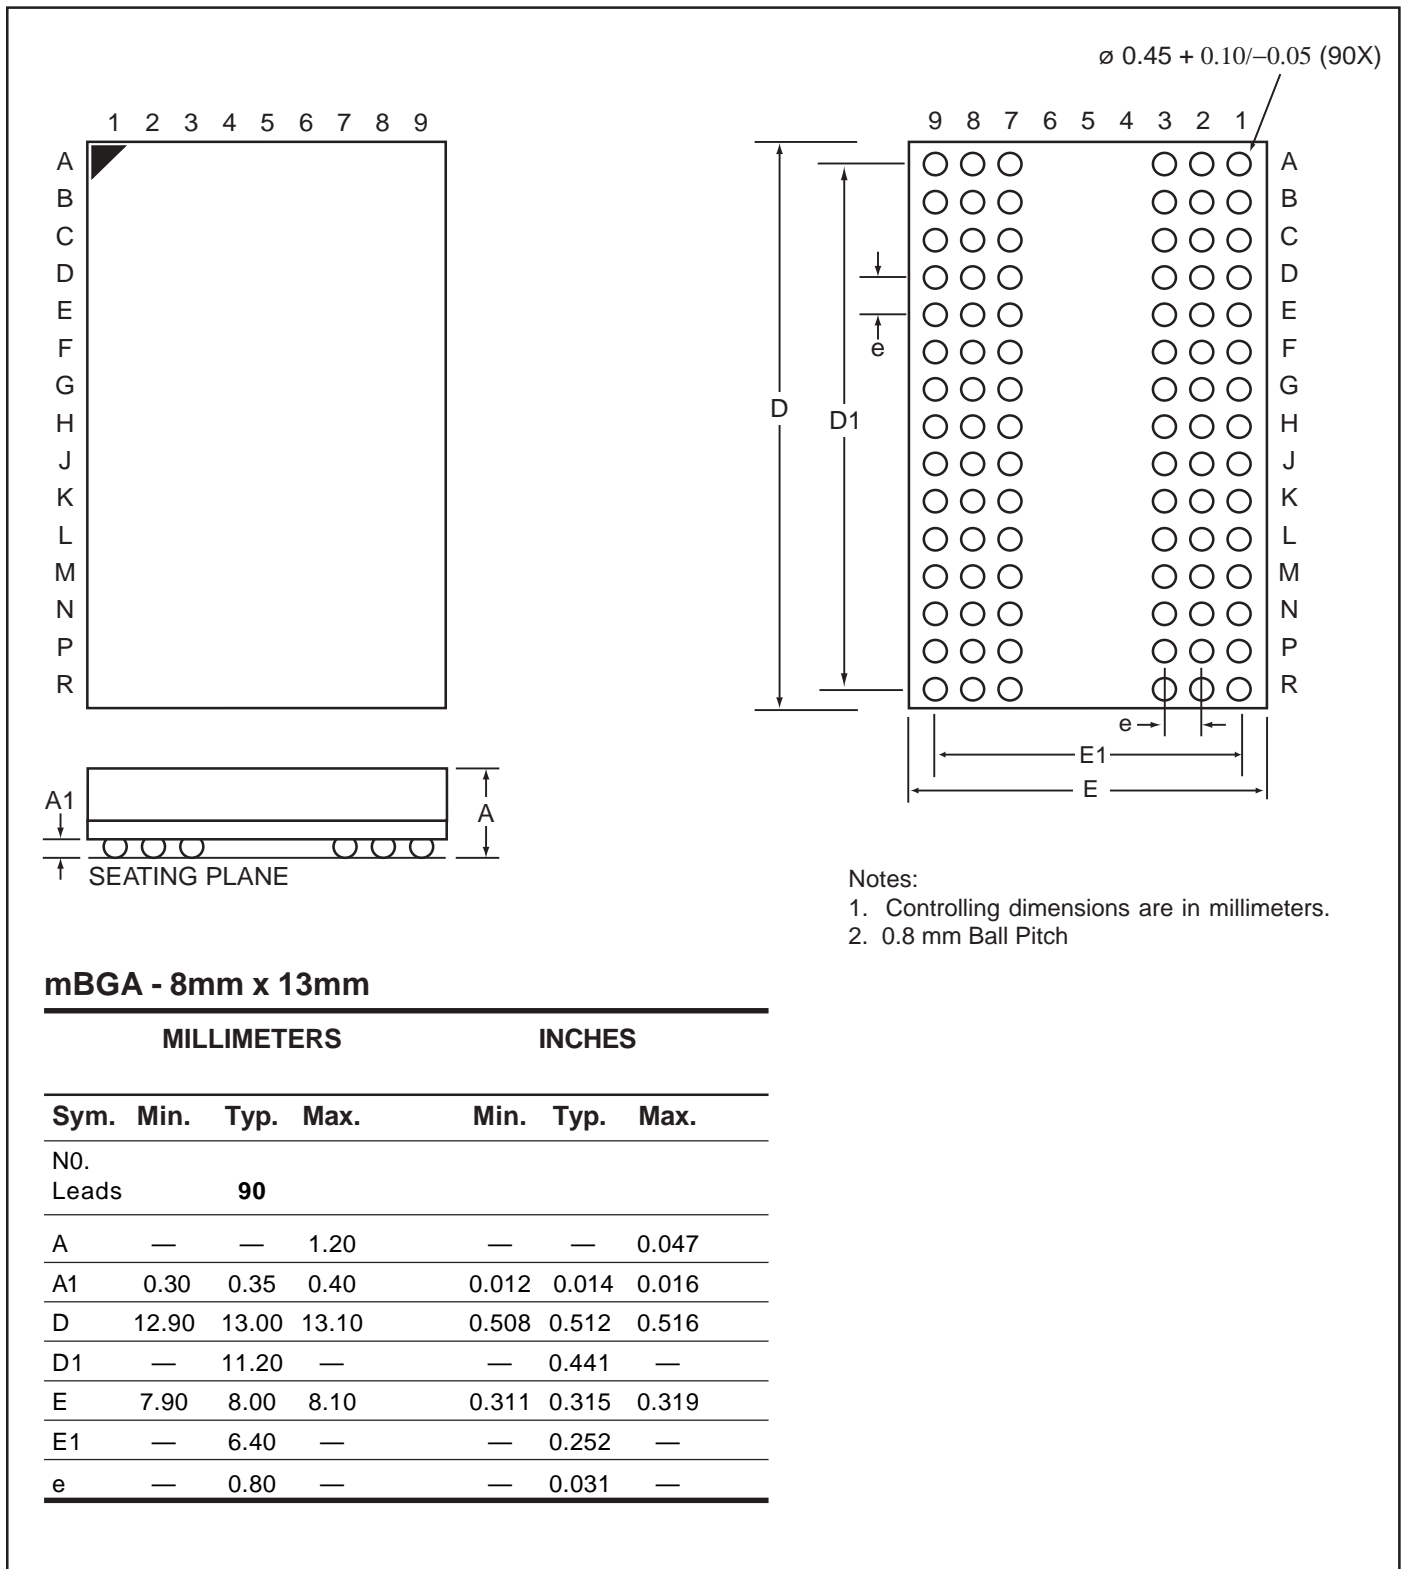 ø 0.45 + 0.10/−0.05 (90X)
1 2 3 4 5 6 7 8 9
A
B
C
D
E
F
G
H
J
K
L
M
N
P
R
9 8 7 6 5 4 3 2 1
A
B
C
D
E
F
G
H
J
K
L
M
N
P
R
e
D
D1
e
E1
E
A1
A
SEATING PLANE
Notes:
1. Controlling dimensions are in millimeters.
2. 0.8 mm Ball Pitch
mBGA - 8mm x 13mm
MILLIMETERS INCHES
Sym. Min. Typ. Max. Min. Typ. Max.
N0.
Leads 90
A — — 1.20 — — 0.047
A1 0.30 0.35 0.40 0.012 0.014 0.016
D 12.90 13.00 13.10 0.508 0.512 0.516
D1 — 11.20 — — 0.441 —
E 7.90 8.00 8.10 0.311 0.315 0.319
E1 — 6.40 — — 0.252 —
e — 0.80 — — 0.031 —